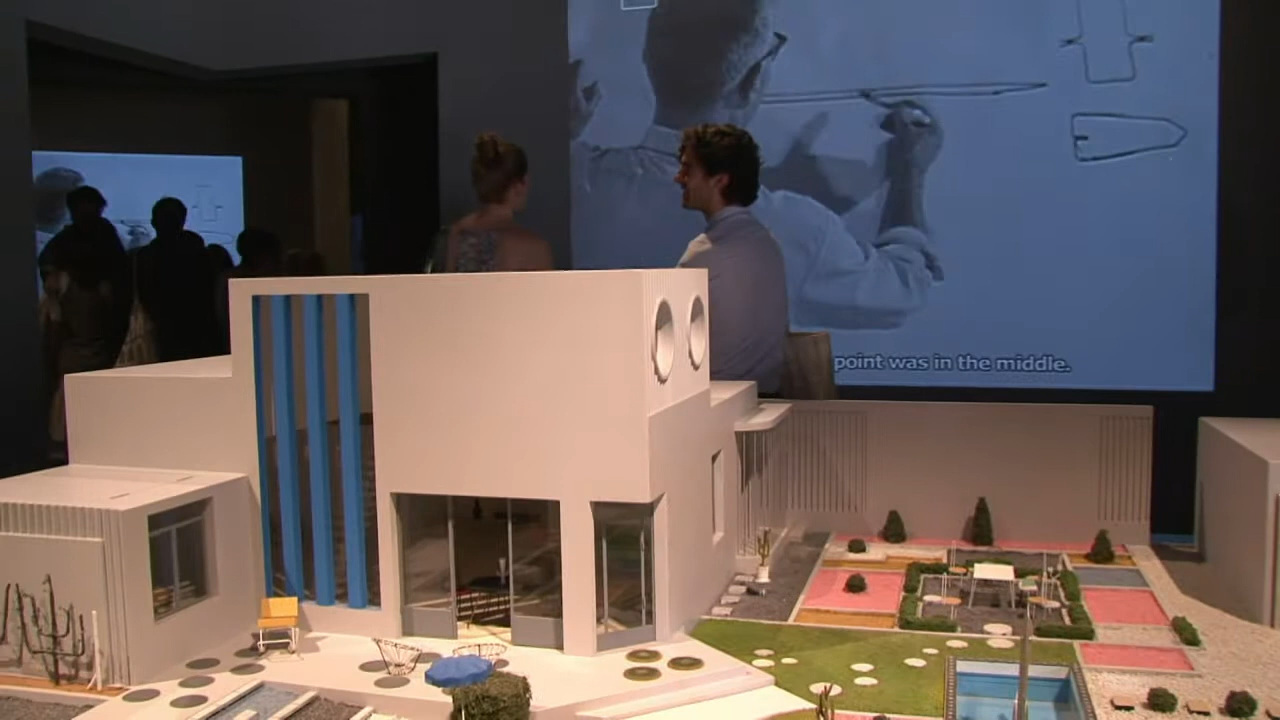 point was in the middle.